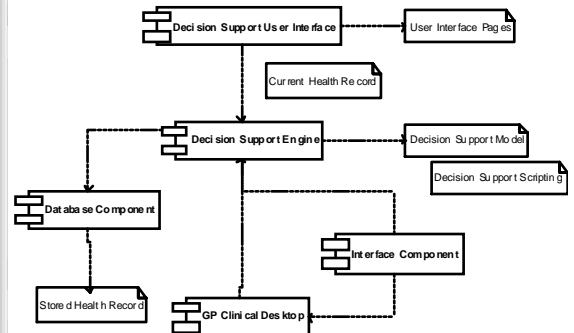 Decision Support User Interface
User Interface Pages
Current Health Record
Decision Support Engine
Decision Support Model
Decision Support Scripting
Database Component
Interface Component
Stored Health Record
GP Clinical Desktop